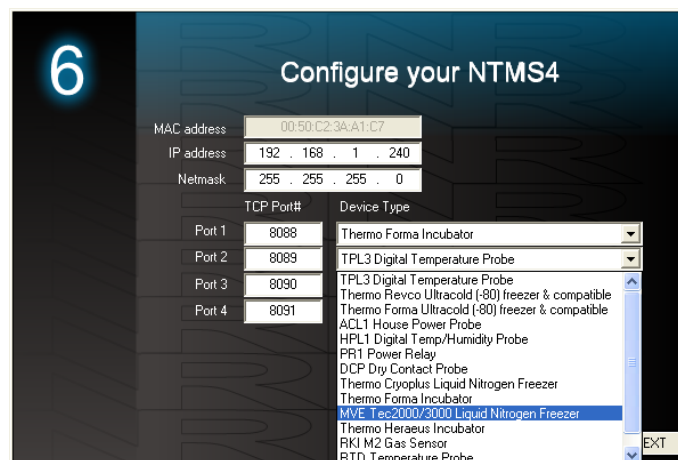 6
Configure your NTMS4
MAC address 00:50:C2:3A:A1:C7
IP address 192 . 168 . 1 . 240
Netmask 255 . 255 . 255 . 0
TCP Port# Device Type
Port 1 8088 Thermo Forma Incubator
Port 2 8089 TPL3 Digital Temperature Probe
Port 3 8090
Port 4 8091
TPL3 Digital Temperature Probe
Thermo Revco Ultracold (-80) freezer & compatible
Thermo Forma Ultracold (-80) freezer & compatible
ACL1 House Power Probe
HPL1 Digital Temp/Humidity Probe
PR1 Power Relay
DCP Dry Contact Probe
Thermo Cryoplus Liquid Nitrogen Freezer
Thermo Forma Incubator
MVE Tec2000/3000 Liquid Nitrogen Freezer
Thermo Heraeus Incubator
RKI M2 Gas Sensor
RTD Temperature Probe
EXT